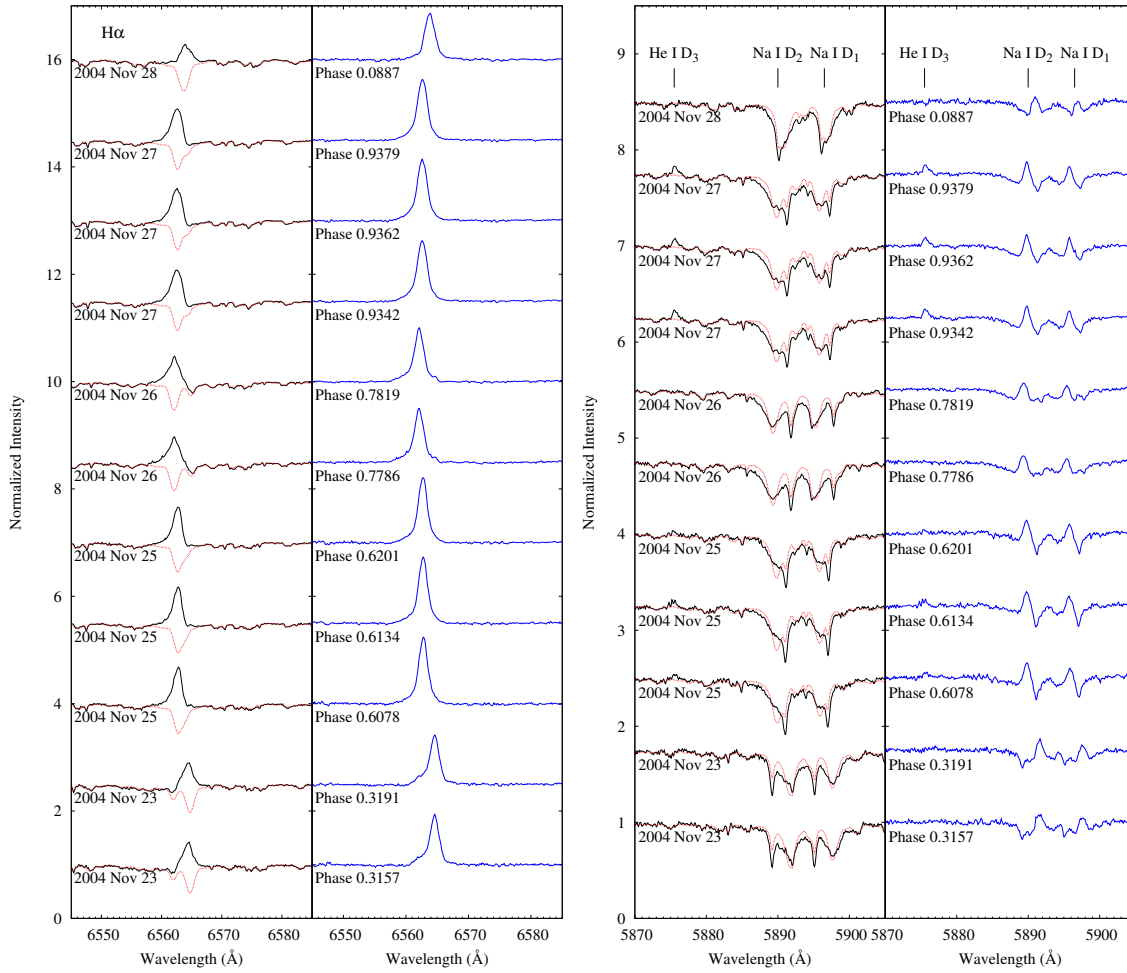 Hα
16
14
12
10
8
6
4
2
0
Normalized Intensity
2004 Nov 28
2004 Nov 27
2004 Nov 27
2004 Nov 27
2004 Nov 26
2004 Nov 26
2004 Nov 25
2004 Nov 25
2004 Nov 25
2004 Nov 23
2004 Nov 23
6550 6560 6570 6580
Wavelength (Å)
Phase 0.0887
Phase 0.9379
Phase 0.9362
Phase 0.9342
Phase 0.7819
Phase 0.7786
Phase 0.6201
Phase 0.6134
Phase 0.6078
Phase 0.3191
Phase 0.3157
6550 6560 6570 6580
Wavelength (Å)
9
8
7
6
5
4
3
2
1
0
Normalized Intensity
He I D3 Na I D2 Na I D1
2004 Nov 28
2004 Nov 27
2004 Nov 27
2004 Nov 27
2004 Nov 26
2004 Nov 26
2004 Nov 25
2004 Nov 25
2004 Nov 25
2004 Nov 23
2004 Nov 23
5870 5880 5890 5900
Wavelength (Å)
He I D3 Na I D2 Na I D1
Phase 0.0887
Phase 0.9379
Phase 0.9362
Phase 0.9342
Phase 0.7819
Phase 0.7786
Phase 0.6201
Phase 0.6134
Phase 0.6078
Phase 0.3191
Phase 0.3157
5870 5880 5890 5900
Wavelength (Å)